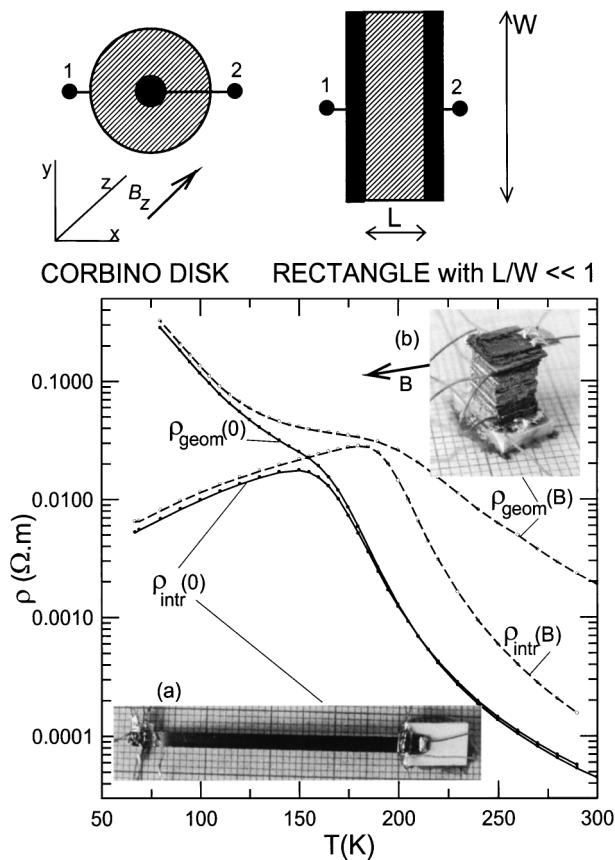 1 2
y z B_z x
1 2 W
L
CORBINO DISK RECTANGLE with L/W << 1
(b)
B
ρ_geom(0)
ρ_geom(B)
ρ_intr(0)
ρ_intr(B)
(a)
ρ (Ω.m)
0.1000
0.0100
0.0010
0.0001
50 100 150 200 250 300
T(K)